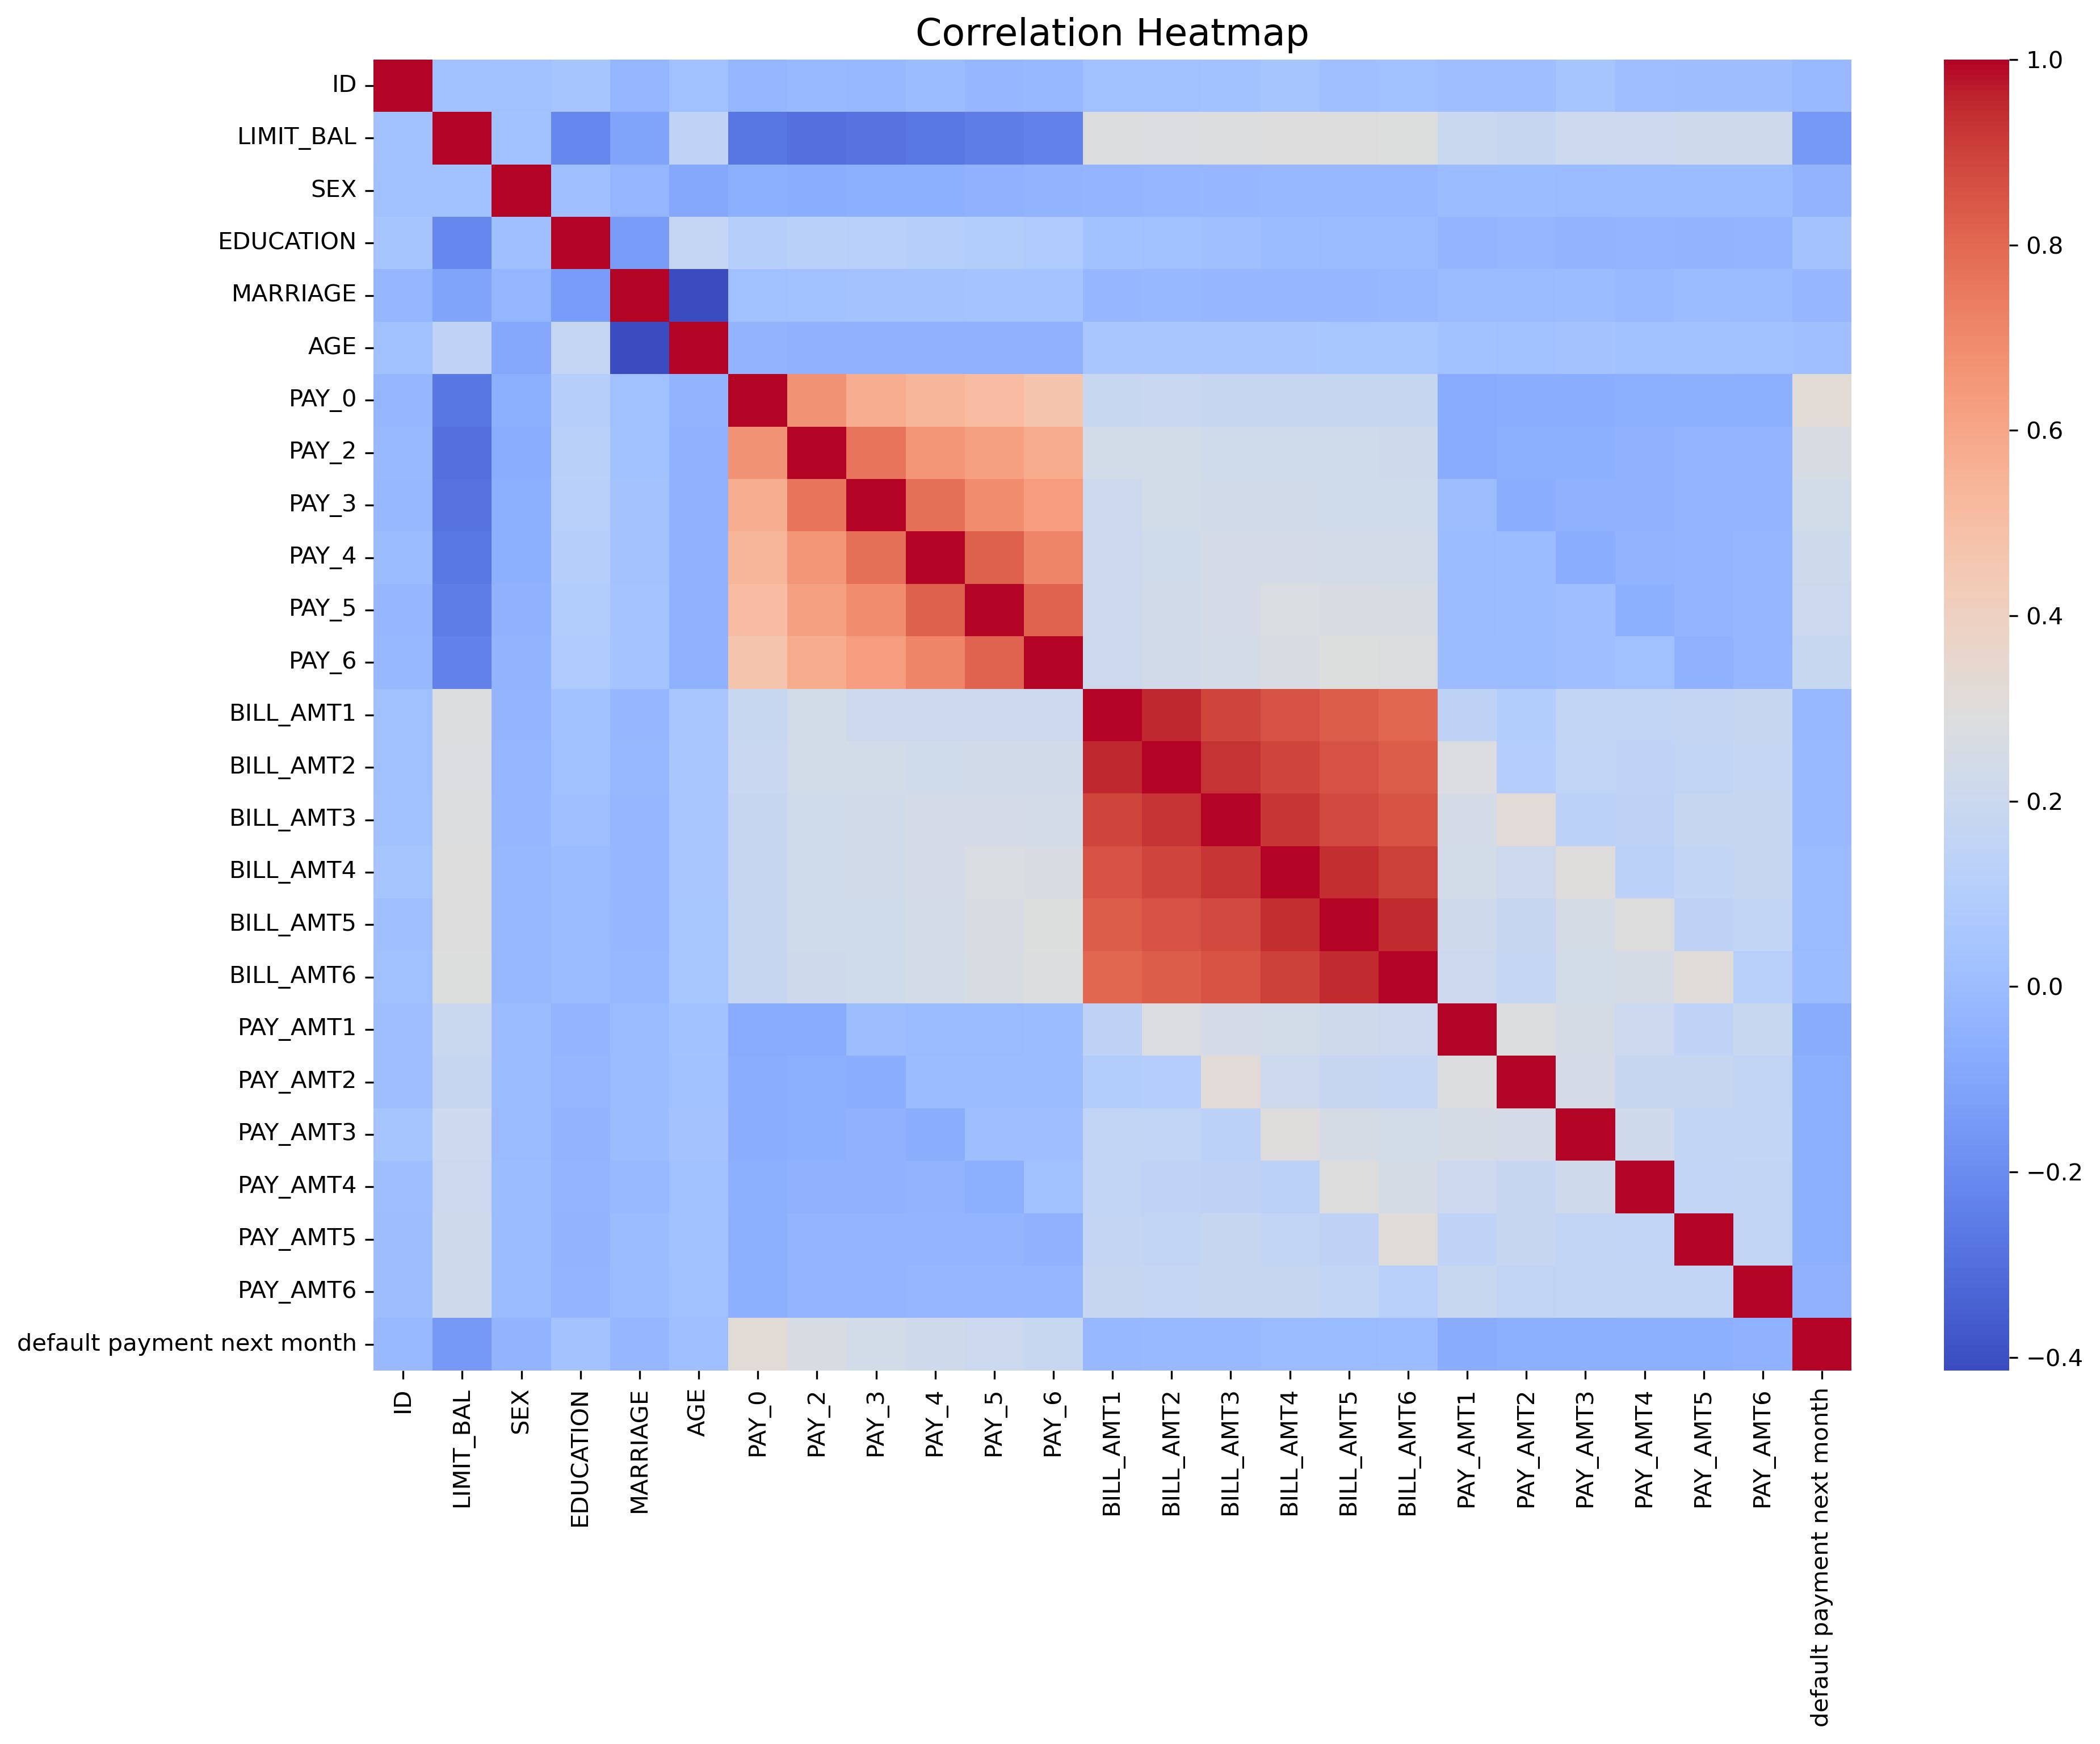 Correlation Heatmap
ID
LIMIT_BAL
SEX
EDUCATION
MARRIAGE
AGE
PAY_0
PAY_2
PAY_3
PAY_4
PAY_5
PAY_6
BILL_AMT1
BILL_AMT2
BILL_AMT3
BILL_AMT4
BILL_AMT5
BILL_AMT6
PAY_AMT1
PAY_AMT2
PAY_AMT3
PAY_AMT4
PAY_AMT5
PAY_AMT6
default payment next month
ID
LIMIT_BAL
SEX
EDUCATION
MARRIAGE
AGE
PAY_0
PAY_2
PAY_3
PAY_4
PAY_5
PAY_6
BILL_AMT1
BILL_AMT2
BILL_AMT3
BILL_AMT4
BILL_AMT5
BILL_AMT6
PAY_AMT1
PAY_AMT2
PAY_AMT3
PAY_AMT4
PAY_AMT5
PAY_AMT6
default payment next month
1.0
0.8
0.6
0.4
0.2
0.0
−0.2
−0.4